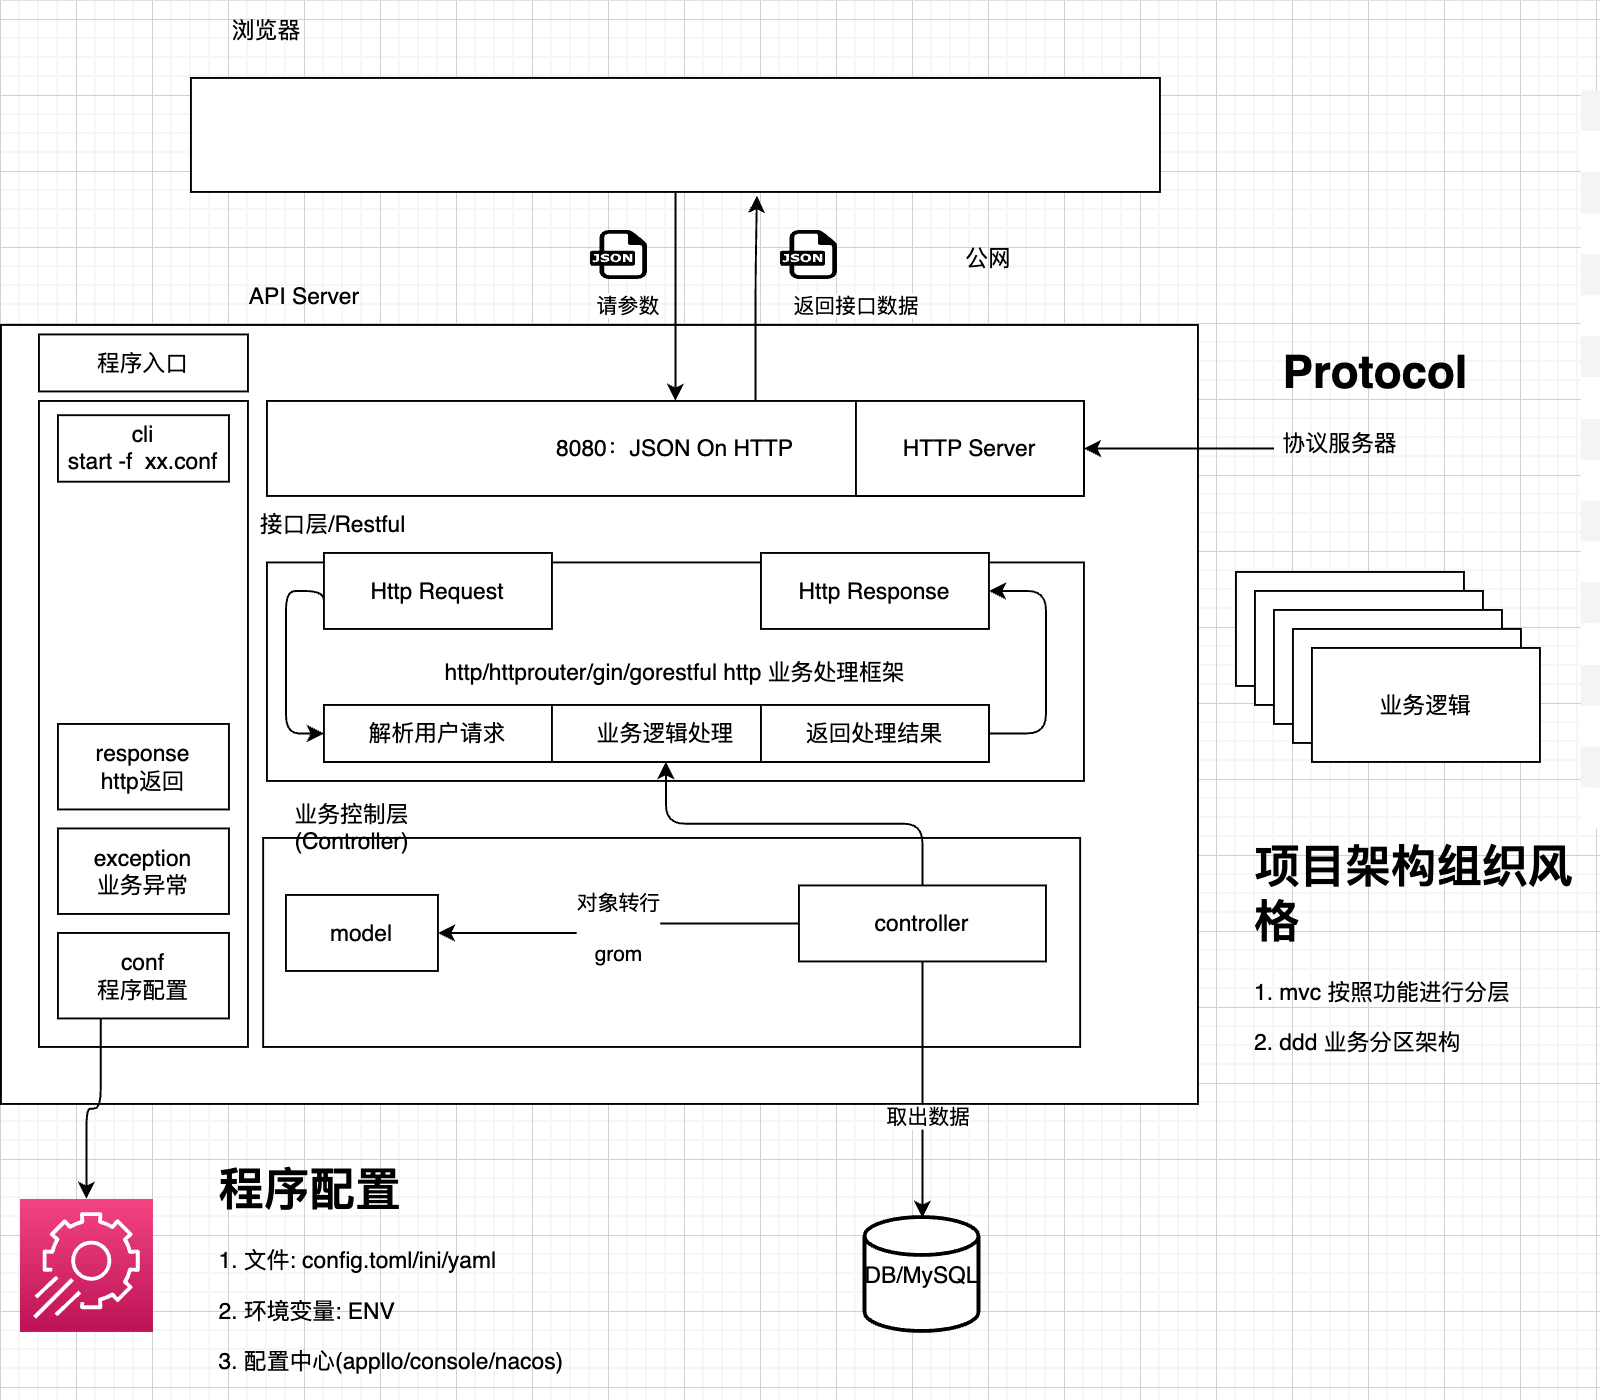 浏览器
JSON
JSON
公网
请参数
返回接口数据
API Server
程序入口
cli
start -f  xx.conf
8080：JSON On HTTP
HTTP Server
Protocol
协议服务器
接口层/Restful
Http Request
Http Response
http/httprouter/gin/gorestful http 业务处理框架
解析用户请求
业务逻辑处理
返回处理结果
业务逻辑
response
http返回
exception
业务异常
conf
程序配置
业务控制层
(Controller)
model
对象转行
grom
controller
项目架构组织风
格
1. mvc 按照功能进行分层
2. ddd 业务分区架构
取出数据
DB/MySQL
程序配置
1. 文件: config.toml/ini/yaml
2. 环境变量: ENV
3. 配置中心(appllo/console/nacos)